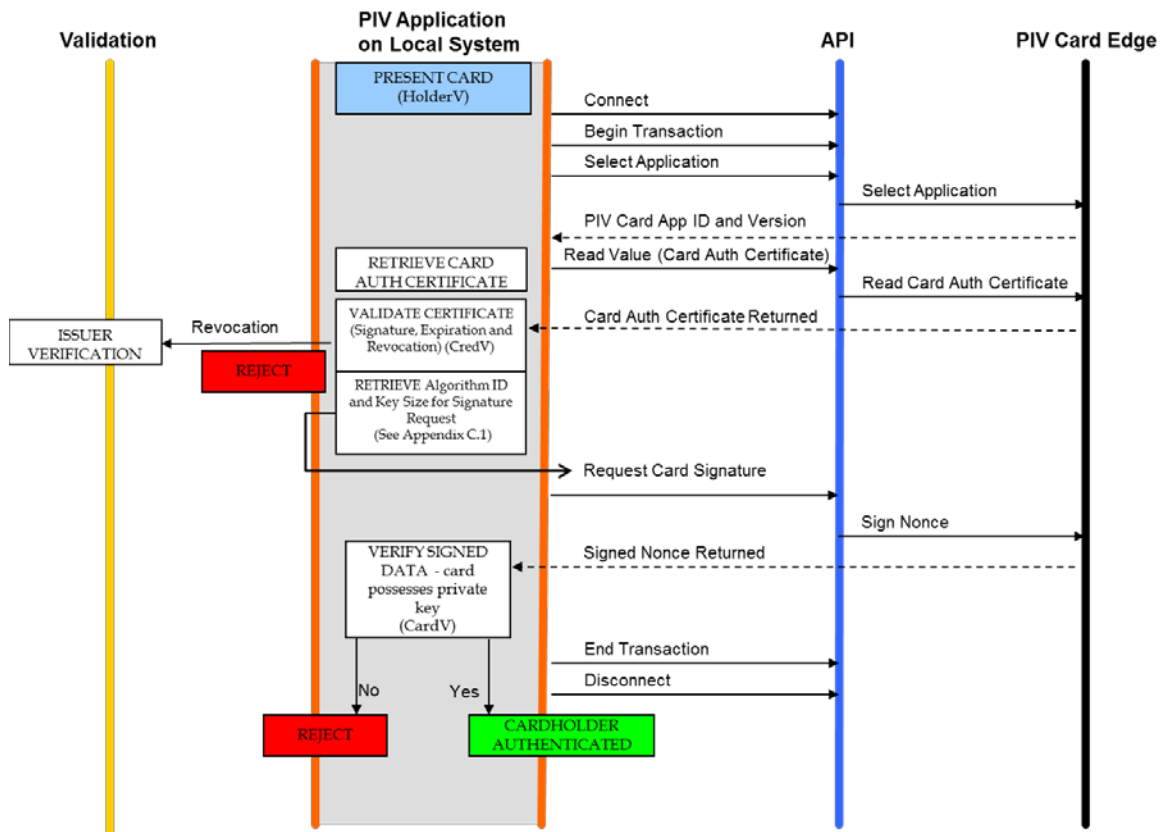 Validation
PIV Application
on Local System
API
PIV Card Edge
PRESENT CARD
(HolderV)
Connect
Begin Transaction
Select Application
Select Application
PIV Card App ID and Version
RETRIEVE CARD
AUTH CERTIFICATE
Read Value (Card Auth Certificate)
Read Card Auth Certificate
Card Auth Certificate Returned
VALIDATE CERTIFICATE
(Signature, Expiration and
Revocation) (CredV)
Revocation
ISSUER
VERIFICATION
REJECT
RETRIEVE Algorithm ID
and Key Size for Signature
Request
(See Appendix C.1)
Request Card Signature
Sign Nonce
Signed Nonce Returned
VERIFY SIGNED
DATA - card
possesses private
key
(CardV)
End Transaction
Disconnect
No
Yes
REJECT
CARDHOLDER
AUTHENTICATED